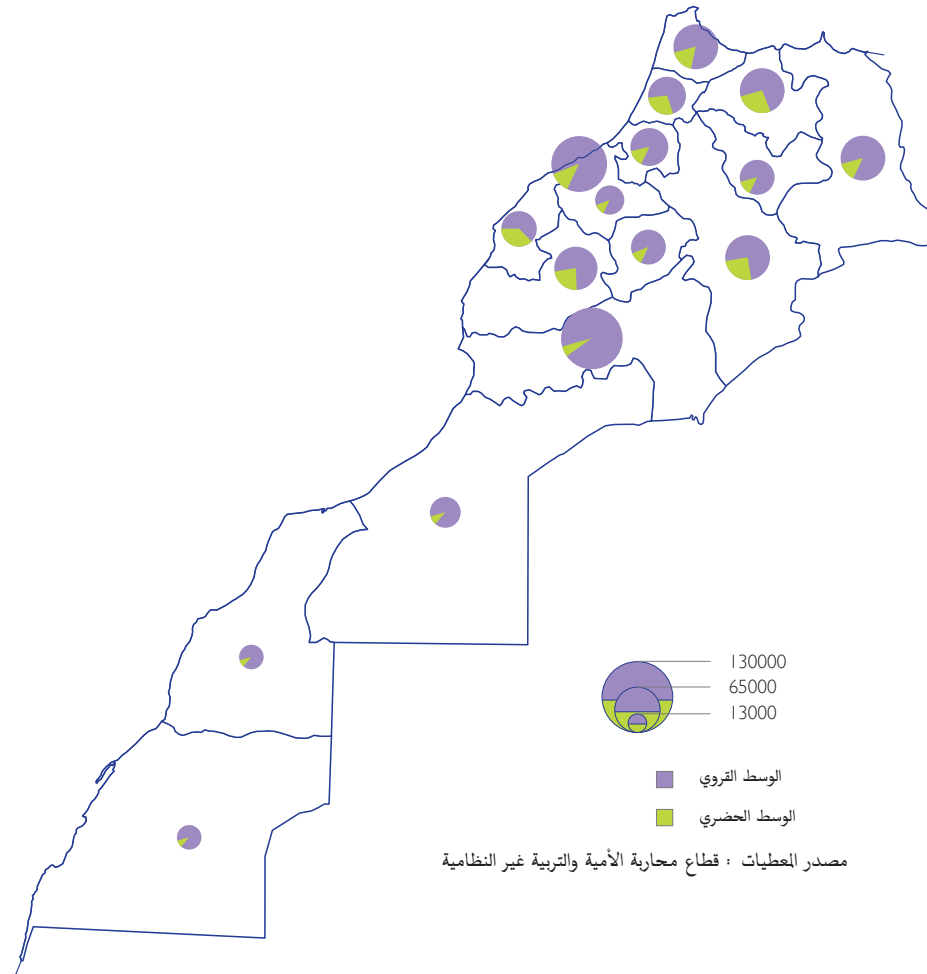 130000
65000
13000
الوسط القروي
الوسط الحضري
مصدر المعطيات : قطاع محاربة الأمية والتربية غير النظامية